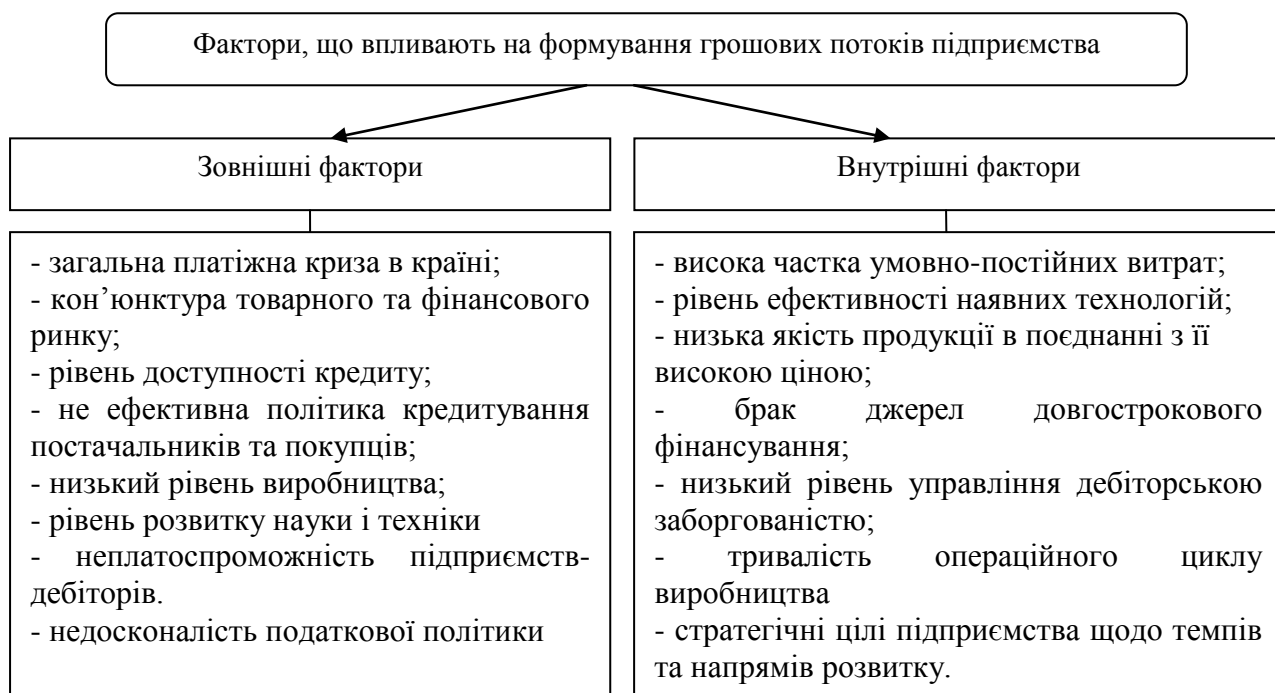 Фактори, що впливають на формування грошових потоків підприємства
Зовнішні фактори
- загальна платіжна криза в країні;
- кон’юнктура товарного та фінансового
ринку;
- рівень доступності кредиту;
- не ефективна політика кредитування
постачальників та покупців;
- низький рівень виробництва;
- рівень розвитку науки і техніки
- неплатоспроможність підприємств-
дебіторів.
- недосконалість податкової політики
Внутрішні фактори
- висока частка умовно-постійних витрат;
- рівень ефективності наявних технологій;
- низька якість продукції в поєднанні з її
високою ціною;
- брак джерел довгострокового
фінансування;
- низький рівень управління дебіторською
заборгованістю;
- тривалість операційного циклу
виробництва
- стратегічні цілі підприємства щодо темпів
та напрямів розвитку.